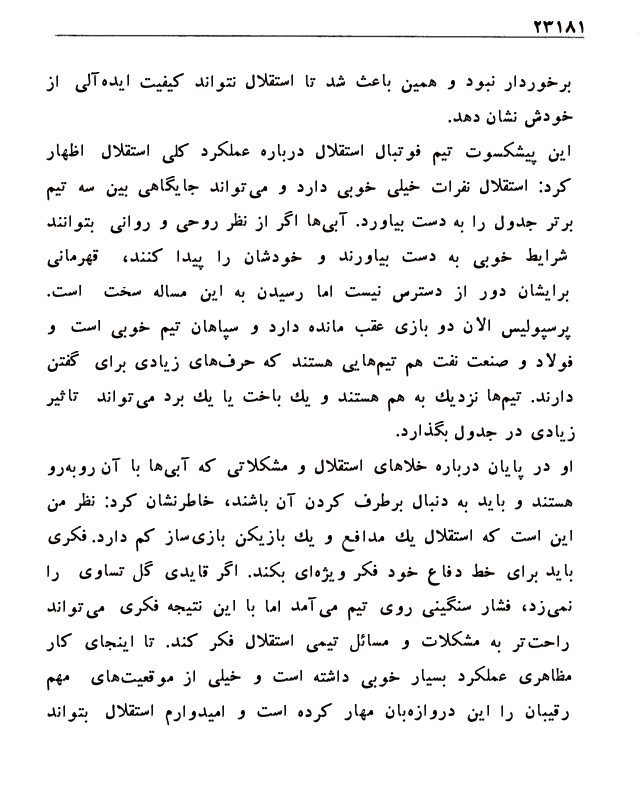 ۲۳۱۸۱
برخوردار نبود و همین باعث شد تا استقلال نتواند کیفیت ایده‌آلی از
خودش نشان دهد.
این پیشکسوت تیم فوتبال استقلال درباره عملکرد کلی استقلال اظهار
کرد: استقلال نفرات خیلی خوبی دارد و می‌تواند جایگاهی بین سه تیم
برتر جدول را به دست بیاورد. آبی‌ها اگر از نظر روحی و روانی بتوانند
شرایط خوبی به دست بیاورند و خودشان را پیدا کنند، قهرمانی
برایشان دور از دسترس نیست اما رسیدن به این مساله سخت است.
پرسپولیس الان دو بازی عقب مانده دارد و سپاهان تیم خوبی است و
فولاد و صنعت نفت هم تیم‌هایی هستند که حرف‌های زیادی برای گفتن
دارند. تیم‌ها نزدیك به هم هستند و یك باخت یا یك برد می‌تواند تاثیر
زیادی در جدول بگذارد.
او در پایان درباره خلاهای استقلال و مشکلاتی که آبی‌ها با آن روبه‌رو
هستند و باید به دنبال برطرف کردن آن باشند، خاطرنشان کرد: نظر من
این است که استقلال یك مدافع و یك بازیکن بازی‌ساز کم دارد. فکری
باید برای خط دفاع خود فکر ویژه‌ای بکند. اگر قایدی گل تساوی را
نمی‌زد، فشار سنگینی روی تیم می‌آمد اما با این نتیجه فکری می‌تواند
راحت‌تر به مشکلات و مسائل تیمی استقلال فکر کند. تا اینجای کار
مظاهری عملکرد بسیار خوبی داشته است و خیلی از موقعیت‌های مهم
رقیبان را این دروازه‌بان مهار کرده است و امیدوارم استقلال بتواند